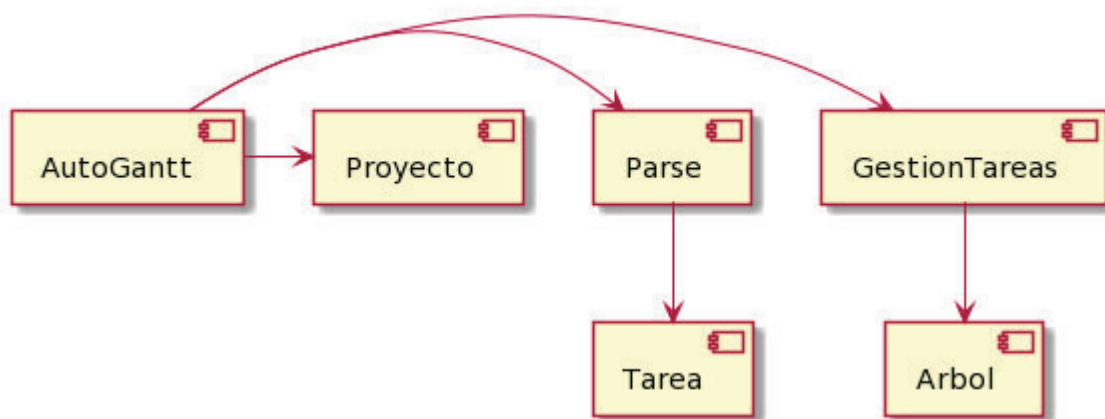 AutoGantt
Proyecto
Parse
GestionTareas
Tarea
Arbol